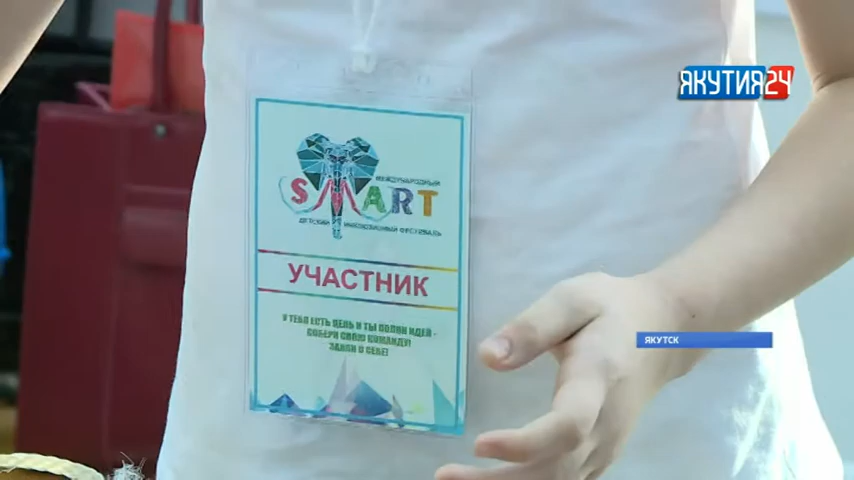 ЯКУТИЯ24
МЕЖДУНАРОДНЫЙ
SMART
ДЕТСКИЙ ИННОВАЦИОННЫЙ ФЕСТИВАЛЬ
УЧАСТНИК
У ТЕБЯ ЕСТЬ ЦЕЛЬ И ТЫ ПОЛОН ИДЕЙ -
СОБЕРИ СВОЮ КОМАНДУ!
ЗАЯВИ О СЕБЕ!
ЯКУТСК